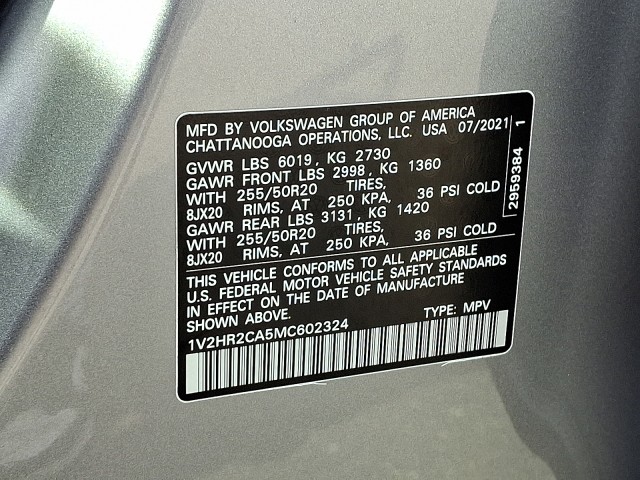 MFD BY VOLKSWAGEN GROUP OF AMERICA
CHATTANOOGA OPERATIONS, LLC. USA 07/2021
GVWR LBS 6019, KG 2730
GAWR FRONT LBS 2998, KG 1360
WITH 255/50R20 TIRES,
8JX20 RIMS, AT 250 KPA, 36 PSI COLD
GAWR REAR LBS 3131, KG 1420
WITH 255/50R20 TIRES,
8JX20 RIMS, AT 250 KPA, 36 PSI COLD
2959384 1
THIS VEHICLE CONFORMS TO ALL APPLICABLE
U.S. FEDERAL MOTOR VEHICLE SAFETY STANDARDS
IN EFFECT ON THE DATE OF MANUFACTURE
SHOWN ABOVE.
1V2HR2CA5MC602324 TYPE: MPV